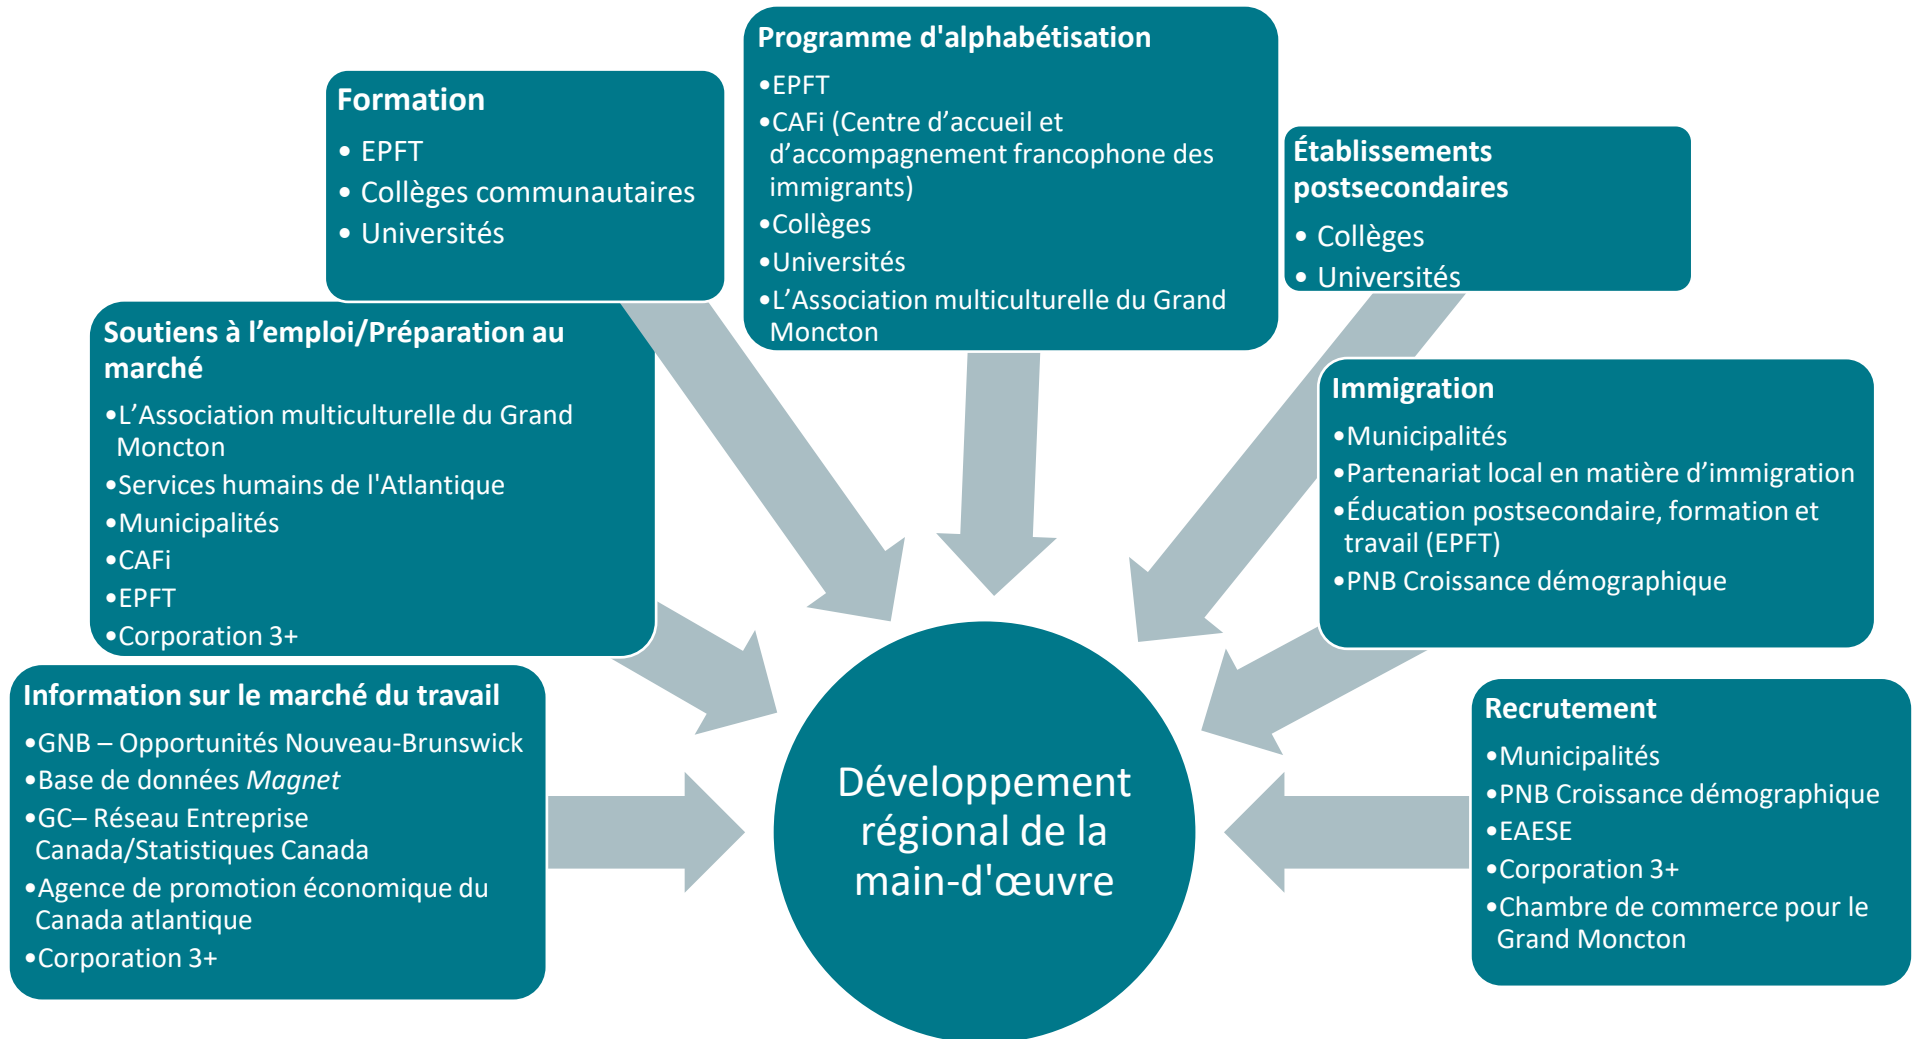 Programme d'alphabétisation
•EPFT
•CAFi (Centre d’accueil et
d’accompagnement francophone des
immigrants)
•Collèges
•Universités
•L’Association multiculturelle du Grand
Moncton
Formation
• EPFT
• Collèges communautaires
• Universités
Établissements
postsecondaires
• Collèges
• Universités
Soutiens à l’emploi/Préparation au
marché
•L’Association multiculturelle du Grand
Moncton
•Services humains de l'Atlantique
•Municipalités
•CAFi
•EPFT
•Corporation 3+
Immigration
•Municipalités
•Partenariat local en matière d’immigration
•Éducation postsecondaire, formation et
travail (EPFT)
•PNB Croissance démographique
Information sur le marché du travail
•GNB – Opportunités Nouveau-Brunswick
•Base de données Magnet
•GC– Réseau Entreprise
Canada/Statistiques Canada
•Agence de promotion économique du
Canada atlantique
•Corporation 3+
Recrutement
•Municipalités
•PNB Croissance démographique
•EAESE
•Corporation 3+
•Chambre de commerce pour le
Grand Moncton
Développement
régional de la
main-d'œuvre